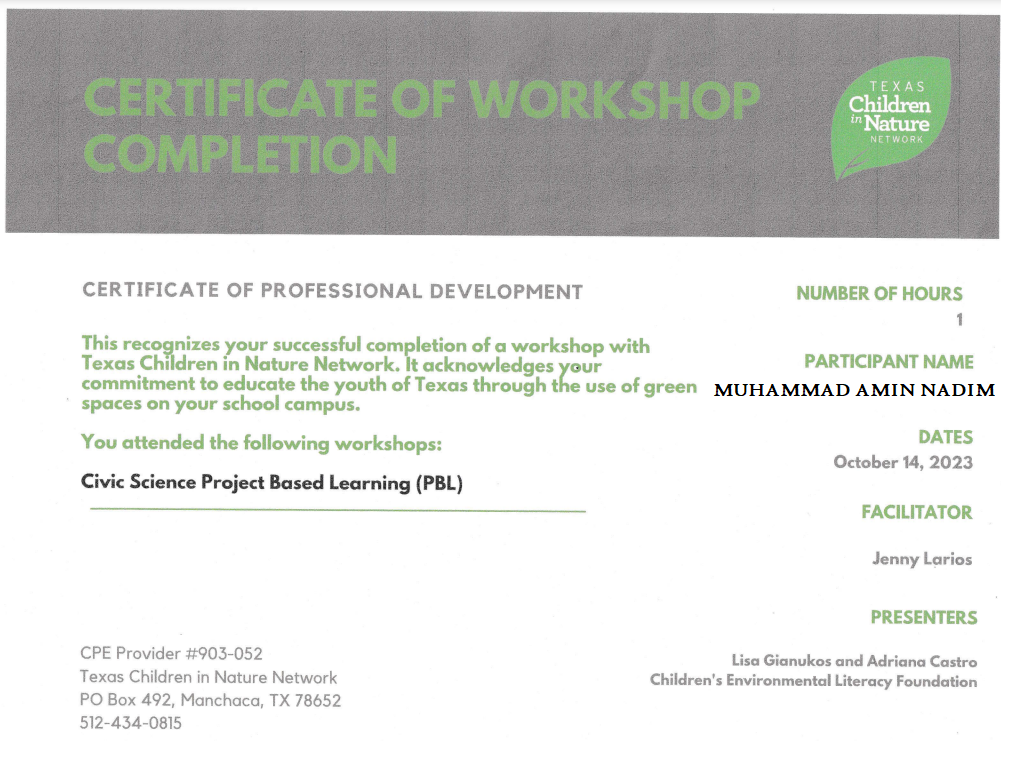 CERTIFICATE OF WORKSHOP
COMPLETION
TEXAS
Children
in Nature
NETWORK
CERTIFICATE OF PROFESSIONAL DEVELOPMENT
This recognizes your successful completion of a workshop with
Texas Children in Nature Network. It acknowledges your
commitment to educate the youth of Texas through the use of green
spaces on your school campus.
You attended the following workshops:
Civic Science Project Based Learning (PBL)
NUMBER OF HOURS
1
PARTICIPANT NAME
MUHAMMAD AMIN NADIM
DATES
October 14, 2023
FACILITATOR
Jenny Larios
PRESENTERS
Lisa Gianukos and Adriana Castro
Children's Environmental Literacy Foundation
CPE Provider #903-052
Texas Children in Nature Network
PO Box 492, Manchaca, TX 78652
512-434-0815